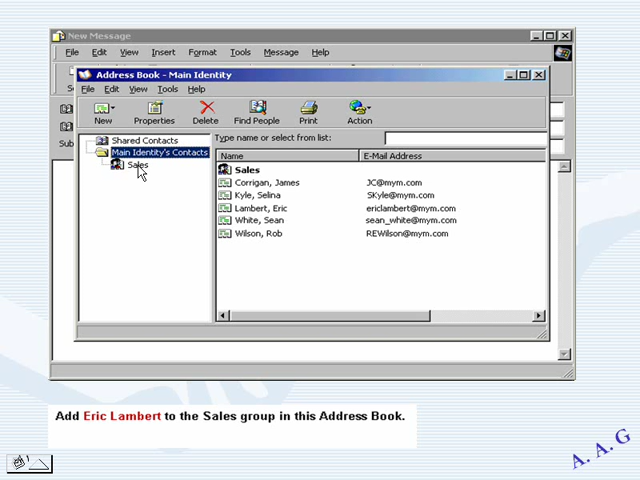 New Message
File Edit View Insert Format Tools Message Help
Address Book - Main Identity
File Edit View Tools Help
New Properties Delete Find People Print Action
Shared Contacts
Main Identity's Contacts
Sales
Type name or select from list:
Name E-Mail Address
Sales
Corrigan, James JC@mym.com
Kyle, Selina SKyle@mym.com
Lambert, Eric ericlambert@mym.com
White, Sean sean_white@mym.com
Wilson, Rob REWilson@mym.com
Sub
Add Eric Lambert to the Sales group in this Address Book.
A. A. G